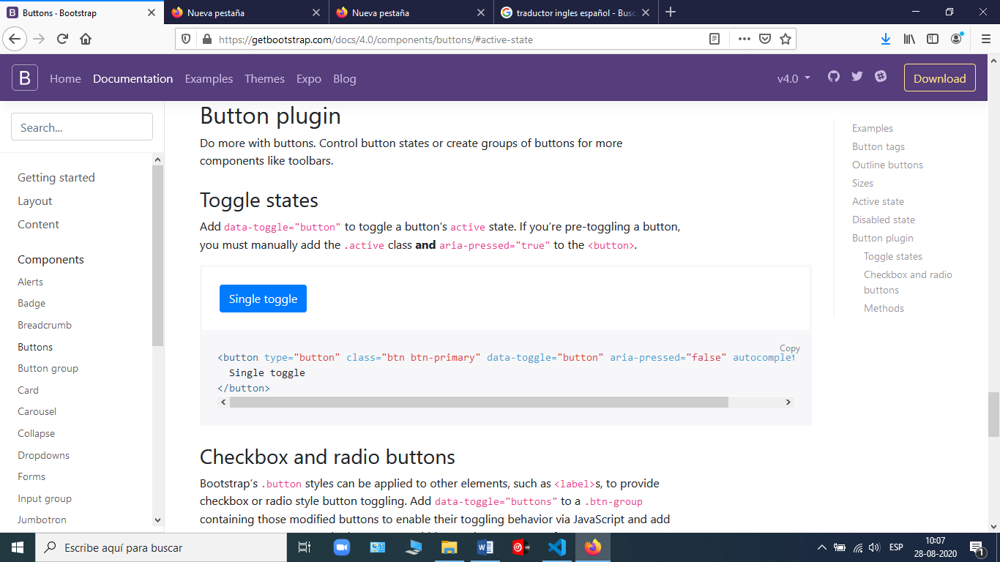 Buttons · Bootstrap
Nueva pestaña
Nueva pestaña
traductor ingles español - Bus
https://getbootstrap.com/docs/4.0/components/buttons/#active-state
B Home Documentation Examples Themes Expo Blog v4.0 Download
Search...
Getting started
Layout
Content
Components
Alerts
Badge
Breadcrumb
Buttons
Button group
Card
Carousel
Collapse
Dropdowns
Forms
Input group
Jumbotron
Button plugin
Do more with buttons. Control button states or create groups of buttons for more
components like toolbars.
Toggle states
Add data-toggle="button" to toggle a button’s active state. If you’re pre-toggling a button,
you must manually add the .active class and aria-pressed="true" to the <button>.
Single toggle
Copy
<button type="button" class="btn btn-primary" data-toggle="button" aria-pressed="false" autocomplet
Single toggle
</button>
Checkbox and radio buttons
Bootstrap’s .button styles can be applied to other elements, such as <label>s, to provide
checkbox or radio style button toggling. Add data-toggle="buttons" to a .btn-group
containing those modified buttons to enable their toggling behavior via JavaScript and add
Examples
Button tags
Outline buttons
Sizes
Active state
Disabled state
Button plugin
Toggle states
Checkbox and radio
buttons
Methods
Escribe aquí para buscar
ESP
10:07
28-08-2020
1